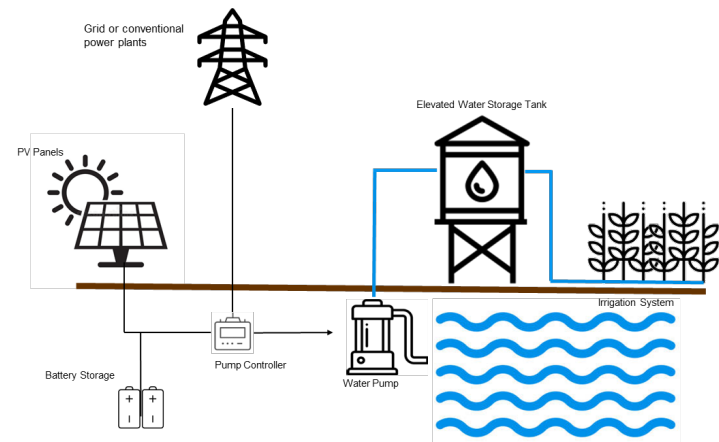 Grid or conventional
power plants
Elevated Water Storage Tank
PV Panels
Irrigation System
Pump Controller
Battery Storage
Water Pump